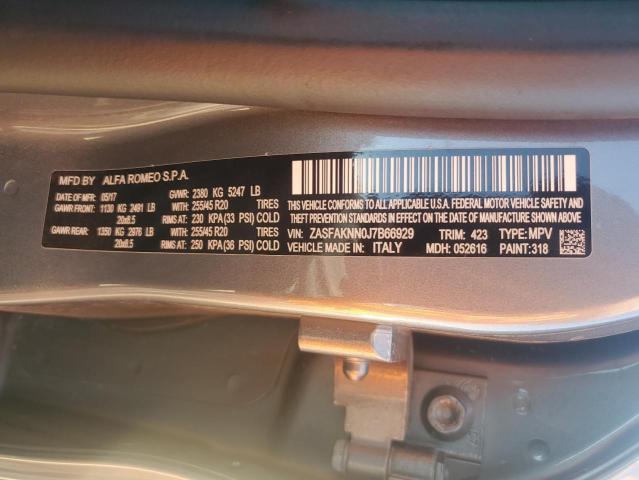 MFD BY ALFA ROMEO S.P.A.
DATE OF MFR: 05/17 GVWR: 2380 KG 5247 LB
GAWR FRONT: 1130 KG 2491 LB WITH: 255/45 R20 TIRES
20x8.5 RIMS AT: 230 KPA(33 PSI) COLD
GAWR REAR: 1350 KG 2976 LB WITH: 255/45 R20 TIRES
20x8.5 RIMS AT: 250 KPA(36 PSI) COLD
THIS VEHICLE CONFORMS TO ALL APPLICABLE U.S.A. FEDERAL MOTOR VEHICLE SAFETY,
BUMPER, AND THEFT PREVENTION STANDARDS IN EFFECT ON THE DATE OF MANUFACTURE SHOWN ABOVE
VIN: ZASFAKNN0J7B66929 TRIM: 423 TYPE: MPV
VEHICLE MADE IN: ITALY MDH: 052616 PAINT: 318